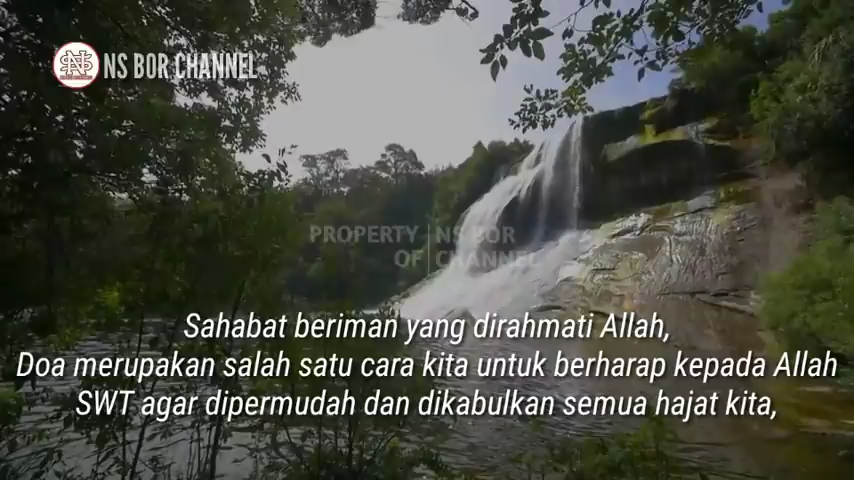 NS BOR CHANNEL
PROPERTY OF
NS BOR CHANNEL
Sahabat beriman yang dirahmati Allah,
Doa merupakan salah satu cara kita untuk berharap kepada Allah
SWT agar dipermudah dan dikabulkan semua hajat kita,